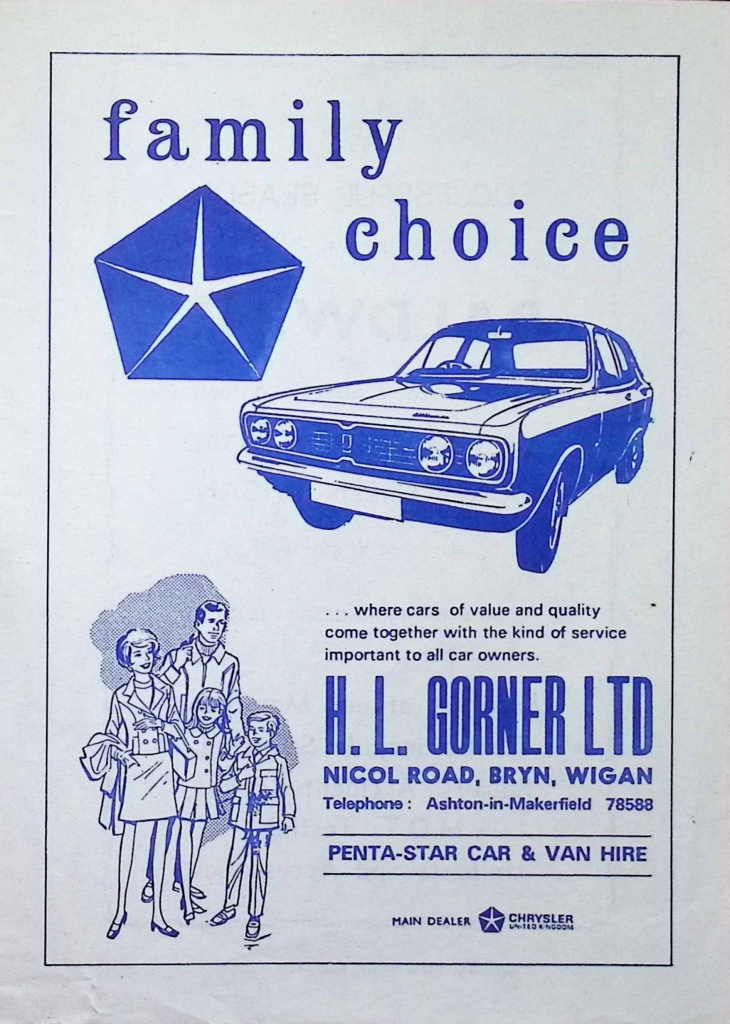 family
choice
... where cars of value and quality
come together with the kind of service
important to all car owners.
H. L. GORNER LTD
NICOL ROAD, BRYN, WIGAN
Telephone: Ashton-in-Makerfield 78588
PENTA-STAR CAR & VAN HIRE
MAIN DEALER CHRYSLER
UNITED KINGDOM